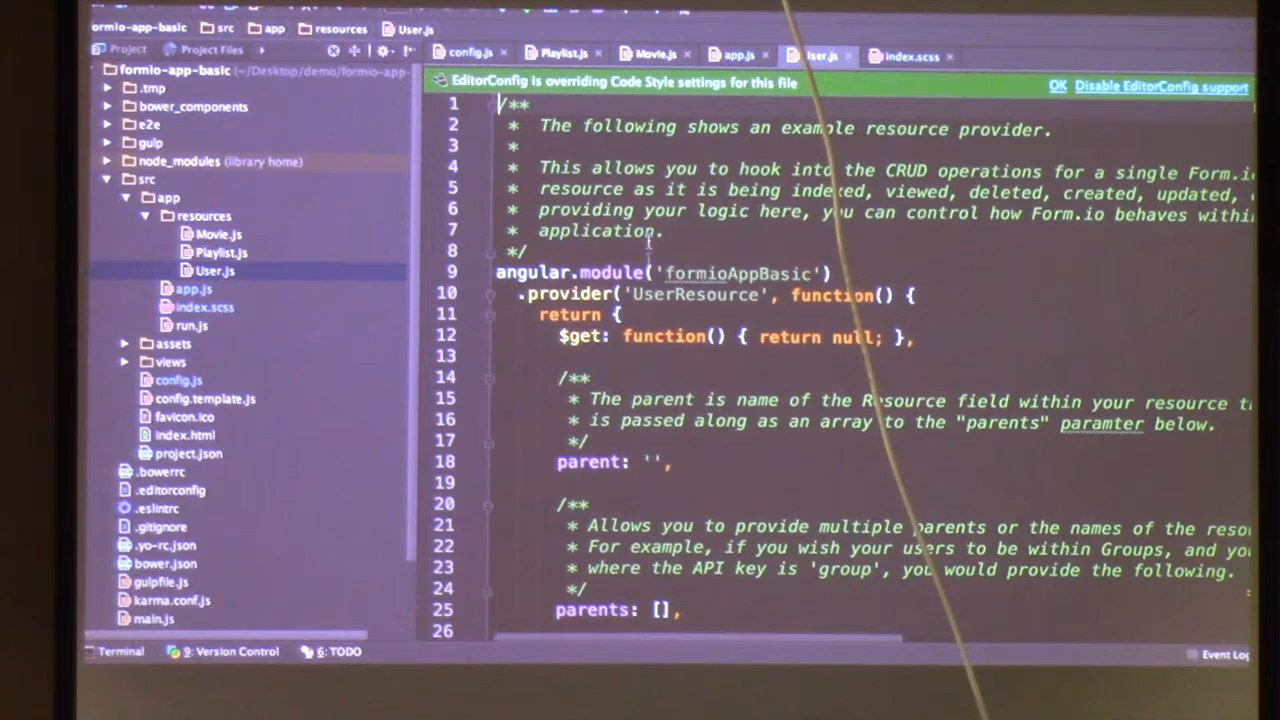 ormio-app-basic src app resources User.js
Project Project Files
config.js Playlist.js Movie.js app.js User.js index.scss
formio-app-basic (~/Desktop/demo/formio-app-
.tmp
bower_components
e2e
gulp
node_modules (library home)
src
app
resources
Movie.js
Playlist.js
User.js
app.js
index.scss
run.js
assets
views
config.js
config.template.js
favicon.ico
index.html
project.json
.bowerrc
.editorconfig
.eslintrc
.gitignore
.yo-rc.json
bower.json
gulpfile.js
karma.conf.js
main.js
EditorConfig is overriding Code Style settings for this file OK Disable EditorConfig support
1 /**
2 * The following shows an example resource provider.
3 *
4 * This allows you to hook into the CRUD operations for a single Form.io
5 * resource as it is being indexed, viewed, deleted, created, updated,
6 * providing your logic here, you can control how Form.io behaves within
7 * application.
8 */
9 angular.module('formioAppBasic')
10 .provider('UserResource', function() {
11 return {
12 $get: function() { return null; },
13
14 /**
15 * The parent is name of the Resource field within your resource t
16 * is passed along as an array to the "parents" paramter below.
17 */
18 parent: '',
19
20 /**
21 * Allows you to provide multiple parents or the names of the reso
22 * For example, if you wish your users to be within Groups, and yo
23 * where the API key is 'group', you would provide the following.
24 */
25 parents: [],
26
Terminal 9: Version Control 6: TODO Event Log